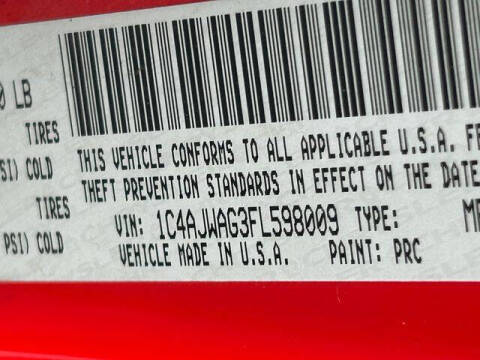 0 LB
TIRES
THIS VEHICLE CONFORMS TO ALL APPLICABLE U.S.A. FE
SI) COLD
THEFT PREVENTION STANDARDS IN EFFECT ON THE DATE
TIRES
VIN: 1C4AJWAG3FL598009 TYPE: MP
PSI) COLD
VEHICLE MADE IN U.S.A. PAINT: PRC